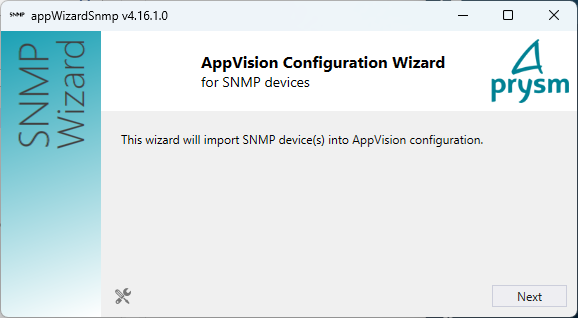 SNMP appWizardSnmp v4.16.1.0
SNMP
Wizard
AppVision Configuration Wizard
for SNMP devices
prysm
This wizard will import SNMP device(s) into AppVision configuration.
Next